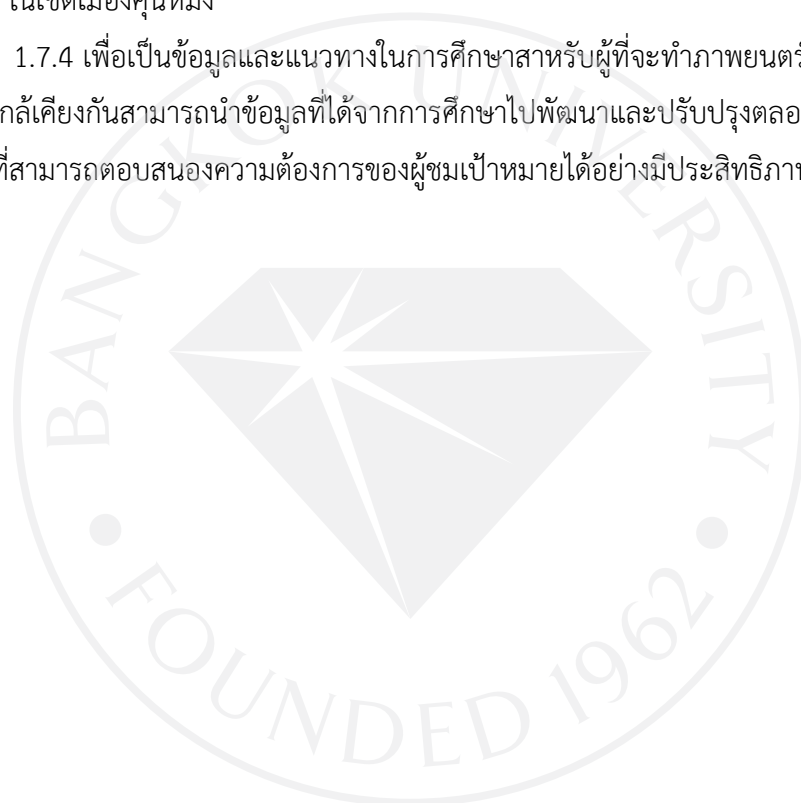 ในเขตเมืองคุนหมิง
1.7.4 เพื่อเป็นข้อมูลและแนวทางในการศึกษาสาหรับผู้ที่จะทำภาพยนตร์
กล้เคียงกันสามารถนำข้อมูลที่ได้จากการศึกษาไปพัฒนาและปรับปรุงตลอ
ที่สามารถตอบสนองความต้องการของผู้ชมเป้าหมายได้อย่างมีประสิทธิภาพ
BANGKOK UNIVERSITY
FOUNDED 1962